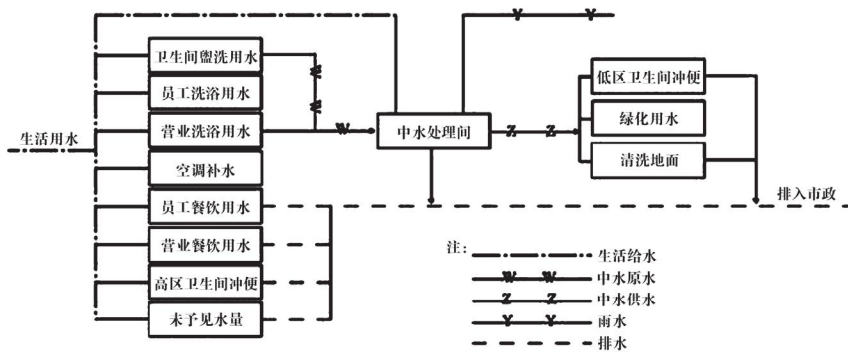 Y Y
卫生间盥洗用水
低区卫生间冲便
W
W
员工洗浴用水
生活用水
营业洗浴用水
W
中水处理间
Z Z
绿化用水
空调补水
清洗地面
员工餐饮用水
排入市政
营业餐饮用水
高区卫生间冲便
未予见水量
注:
生活给水
W W 中水原水
Z Z 中水供水
Y Y 雨水
排水